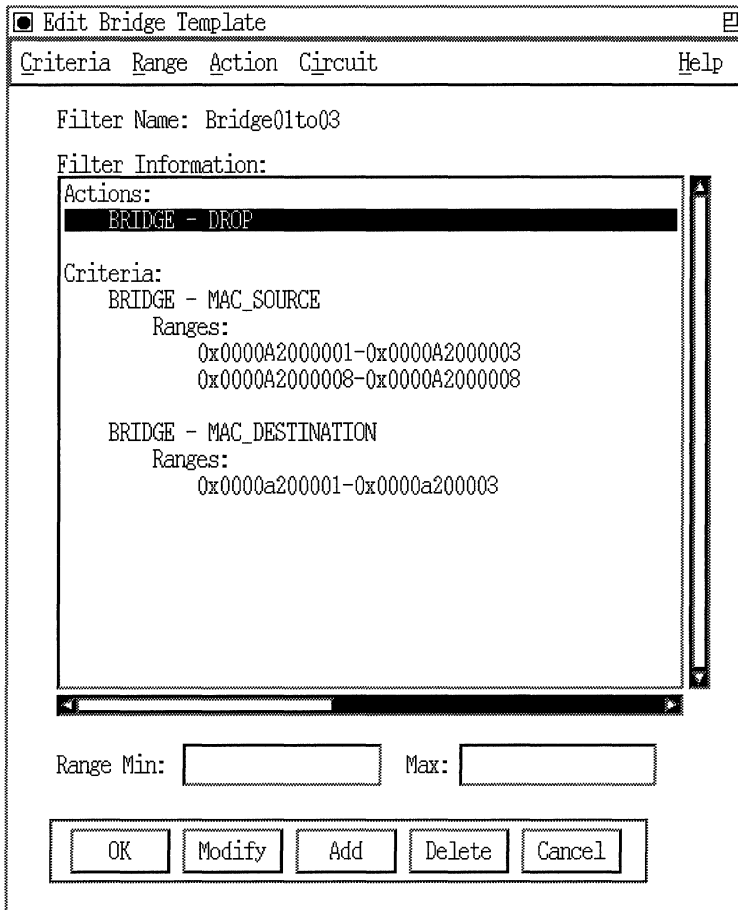 Edit Bridge Template
Criteria Range Action Circuit Help
Filter Name: Bridge01to03
Filter Information:
Actions:
BRIDGE - DROP
Criteria:
BRIDGE - MAC_SOURCE
Ranges:
0x0000A2000001-0x0000A2000003
0x0000A2000008-0x0000A2000008
BRIDGE - MAC_DESTINATION
Ranges:
0x0000a200001-0x0000a200003
Range Min: Max:
OK Modify Add Delete Cancel